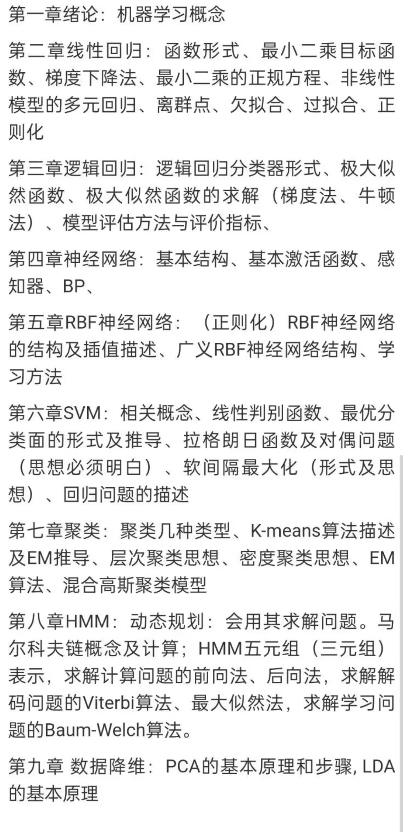 第一章绪论：机器学习概念
第二章线性回归：函数形式、最小二乘目标函
数、梯度下降法、最小二乘的正规方程、非线性
模型的多元回归、离群点、欠拟合、过拟合、正
则化
第三章逻辑回归：逻辑回归分类器形式、极大似
然函数、极大似然函数的求解（梯度法、牛顿
法）、模型评估方法与评价指标、
第四章神经网络：基本结构、基本激活函数、感
知器、BP、
第五章RBF神经网络：（正则化）RBF神经网络
的结构及插值描述、广义RBF神经网络结构、学
习方法
第六章SVM：相关概念、线性判别函数、最优分
类面的形式及推导、拉格朗日函数及对偶问题
（思想必须明白）、软间隔最大化（形式及思
想）、回归问题的描述
第七章聚类：聚类几种类型、K-means算法描述
及EM推导、层次聚类思想、密度聚类思想、EM
算法、混合高斯聚类模型
第八章HMM：动态规划：会用其求解问题。马
尔科夫链概念及计算；HMM五元组（三元组）
表示，求解计算问题的前向法、后向法，求解解
码问题的Viterbi算法、最大似然法，求解学习问
题的Baum-Welch算法。
第九章 数据降维：PCA的基本原理和步骤, LDA
的基本原理